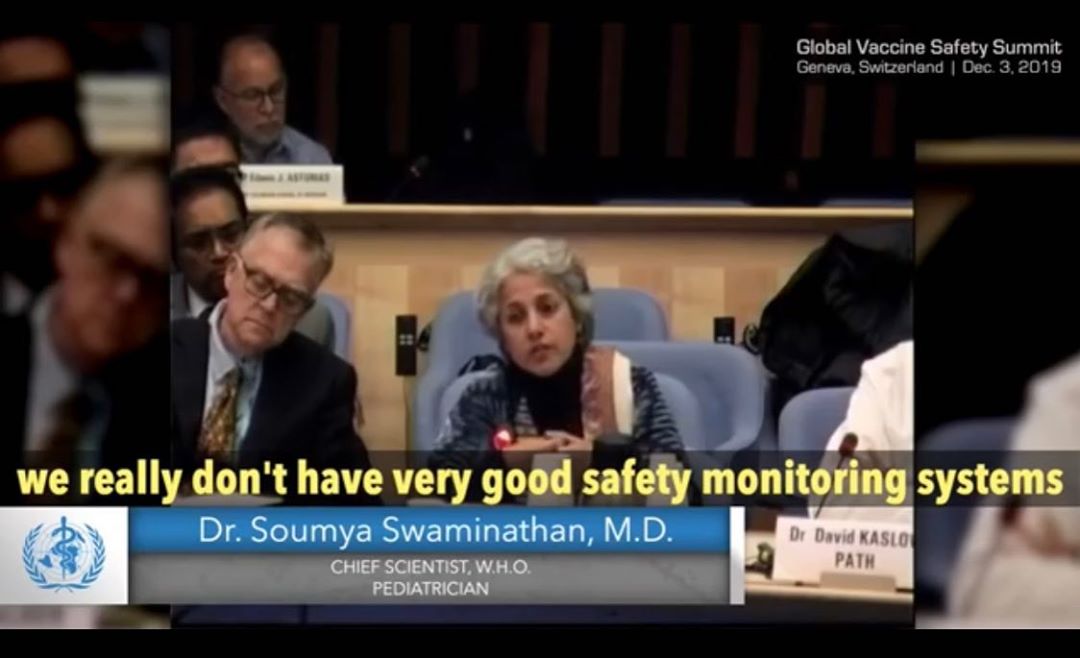 Global Vaccine Safety Summit
Geneva, Switzerland | Dec. 3, 2019
Edwin J. ASTURIAS
we really don't have very good safety monitoring systems
Dr. Soumya Swaminathan, M.D.
CHIEF SCIENTIST, W.H.O.
PEDIATRICIAN
Dr David KASLO
PATH